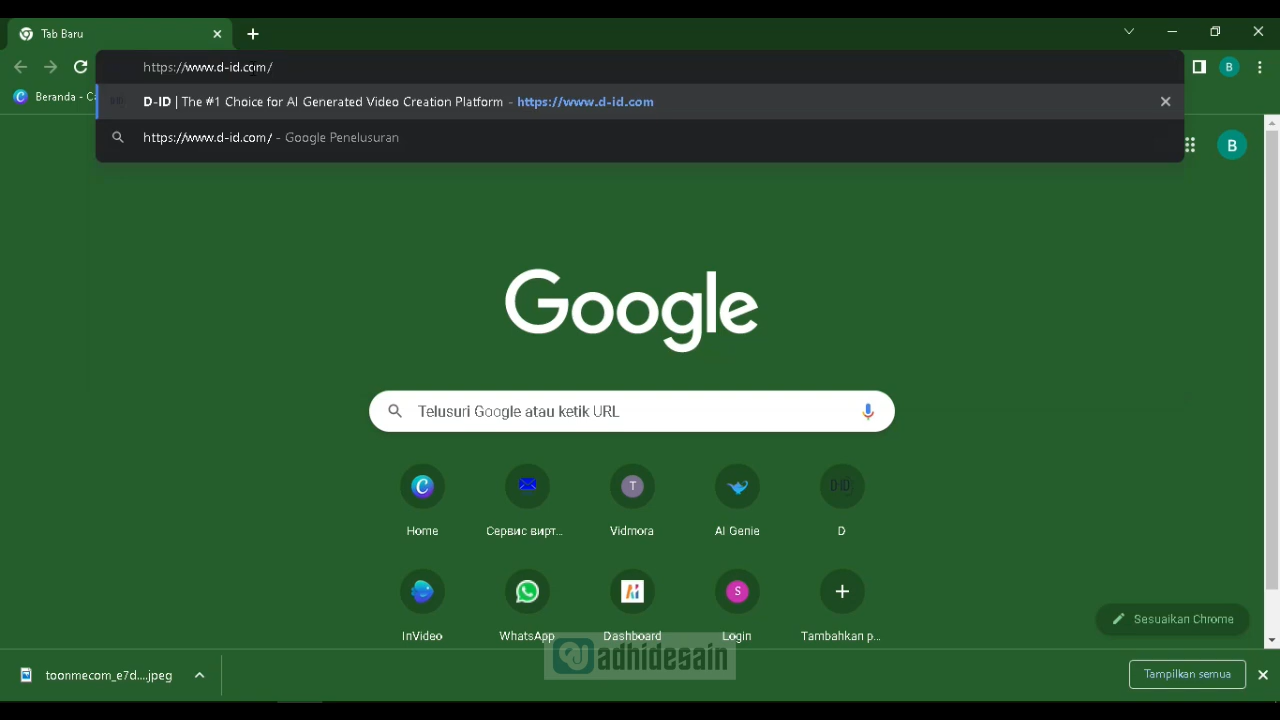 Tab Baru
https://www.d-id.com/
B
Beranda - Ca
D-ID | The #1 Choice for AI Generated Video Creation Platform - https://www.d-id.com
https://www.d-id.com/ - Google Penelusuran
B
Google
Telusuri Google atau ketik URL
C
T
D-ID
S
Home
Сервис вирт...
Vidmora
AI Genie
D
InVideo
WhatsApp
Dashboard
Login
Tambahkan p...
Sesuaikan Chrome
adhidesain
toonmecom_e7d....jpeg
Tampilkan semua